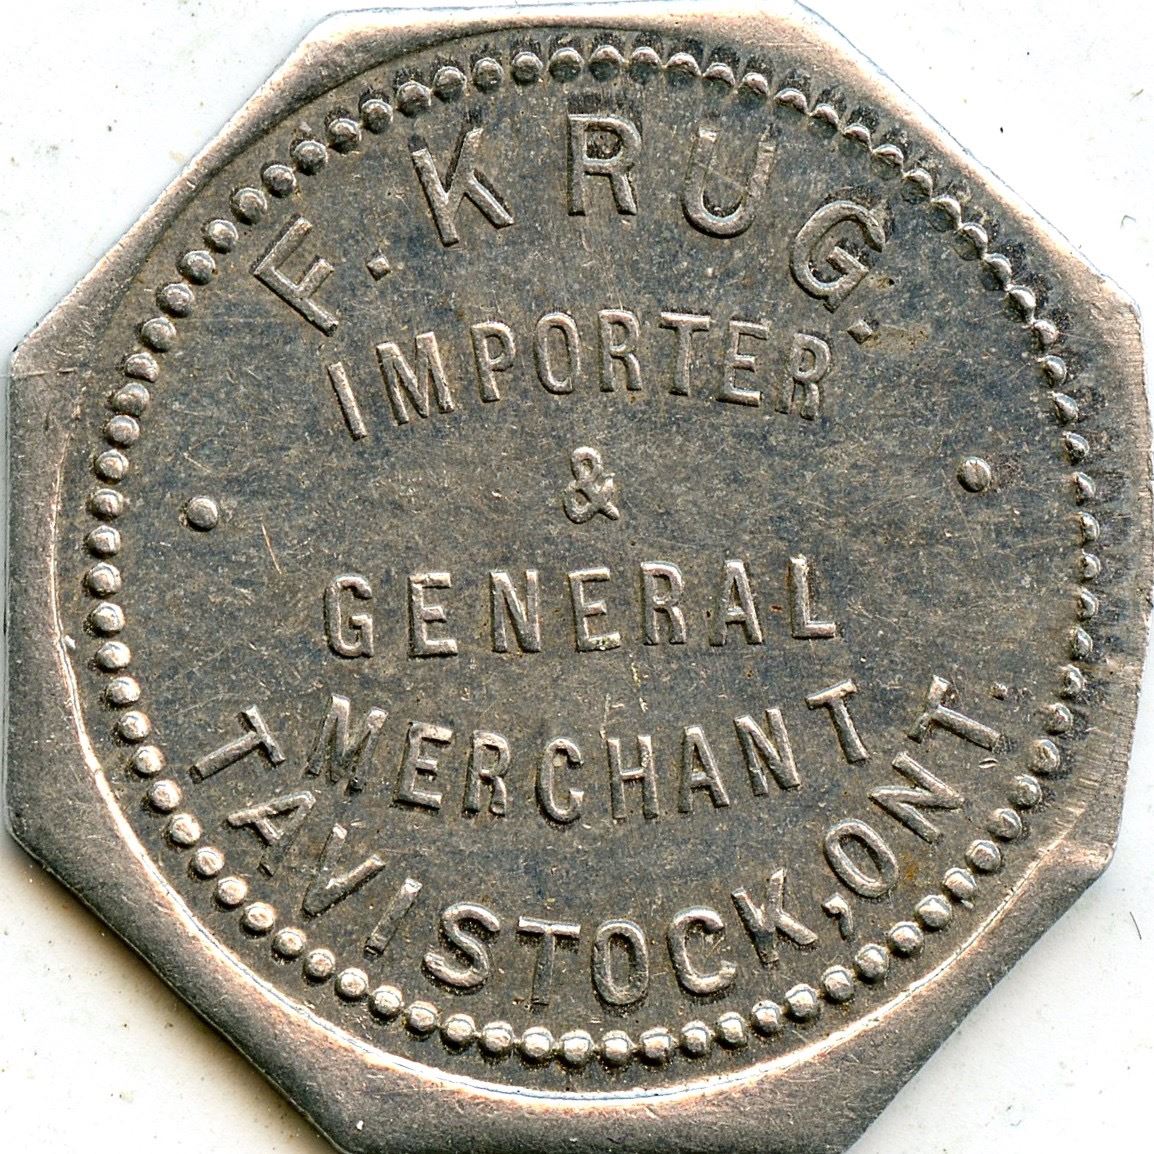 F. KRUG.
IMPORTER
&
GENERAL
MERCHANT
TAVISTOCK, ONT.